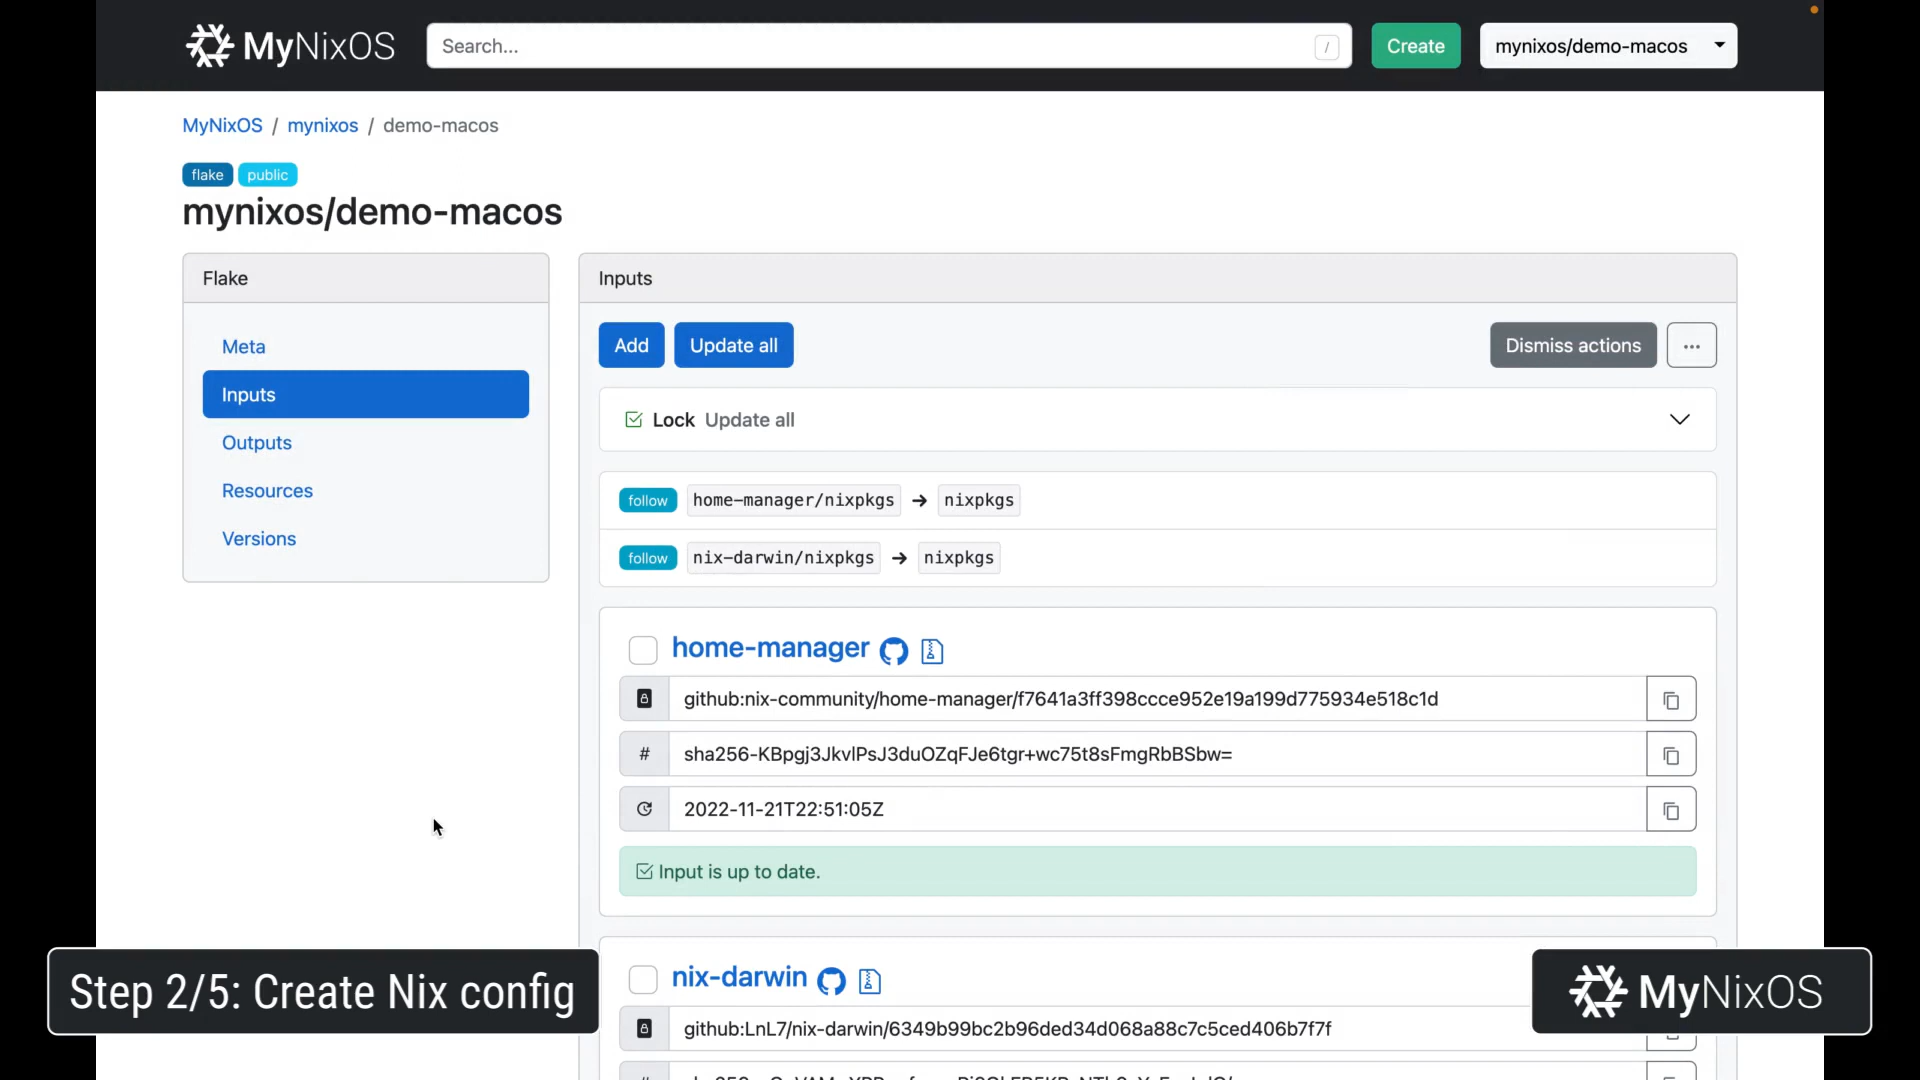 MyNixOS
Search...
/
Create
mynixos/demo-macos
MyNixOS / mynixos / demo-macos
flake public
mynixos/demo-macos
Flake
Meta
Inputs
Outputs
Resources
Versions
Inputs
Add
Update all
Dismiss actions
...
Lock Update all
follow home-manager/nixpkgs → nixpkgs
follow nix-darwin/nixpkgs → nixpkgs
home-manager
github:nix-community/home-manager/f7641a3ff398ccce952e19a199d775934e518c1d
# sha256-KBpgj3JkvlPsJ3duOZqFJe6tgr+wc75t8sFmgRbBSbw=
2022-11-21T22:51:05Z
Input is up to date.
nix-darwin
github:LnL7/nix-darwin/6349b99bc2b96ded34d068a88c7c5ced406b7f7f
Step 2/5: Create Nix config
MyNixOS